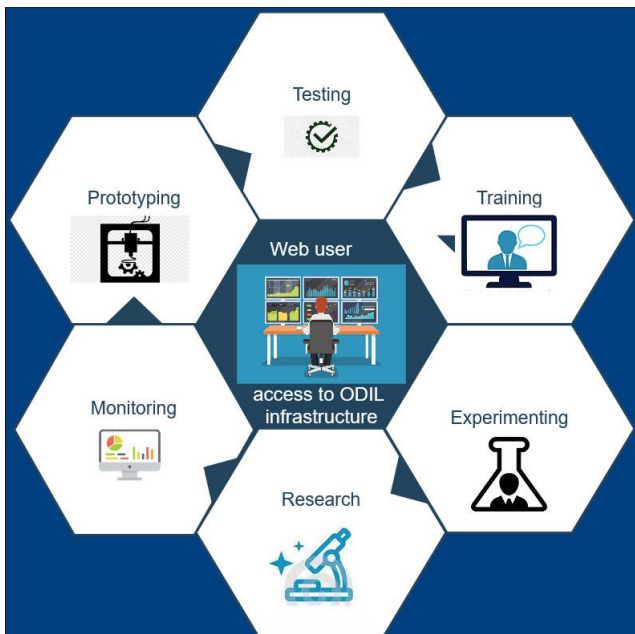 Testing
Prototyping
Training
Web user
access to ODIL
infrastructure
Monitoring
Experimenting
Research